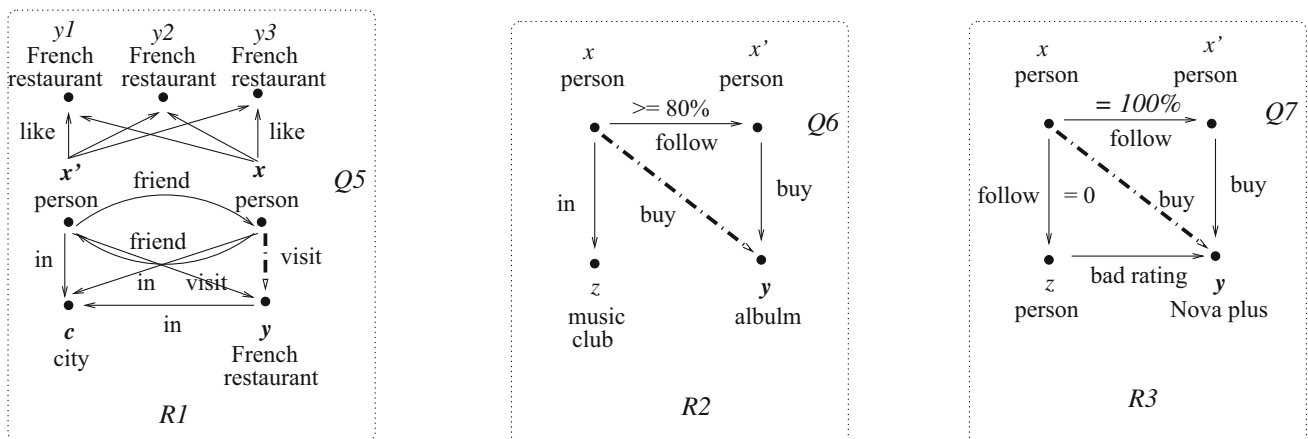 y1 y2 y3
French French French
restaurant restaurant restaurant
like like
x' x
Q5
friend
person person
friend
in visit
in visit
in
c y
city French
restaurant
R1
x x'
person person
>= 80%
Q6
follow
in buy
buy
z y
music albulm
club
R2
x x'
person person
= 100%
Q7
follow
follow = 0 buy
buy
bad rating
z y
person Nova plus
R3